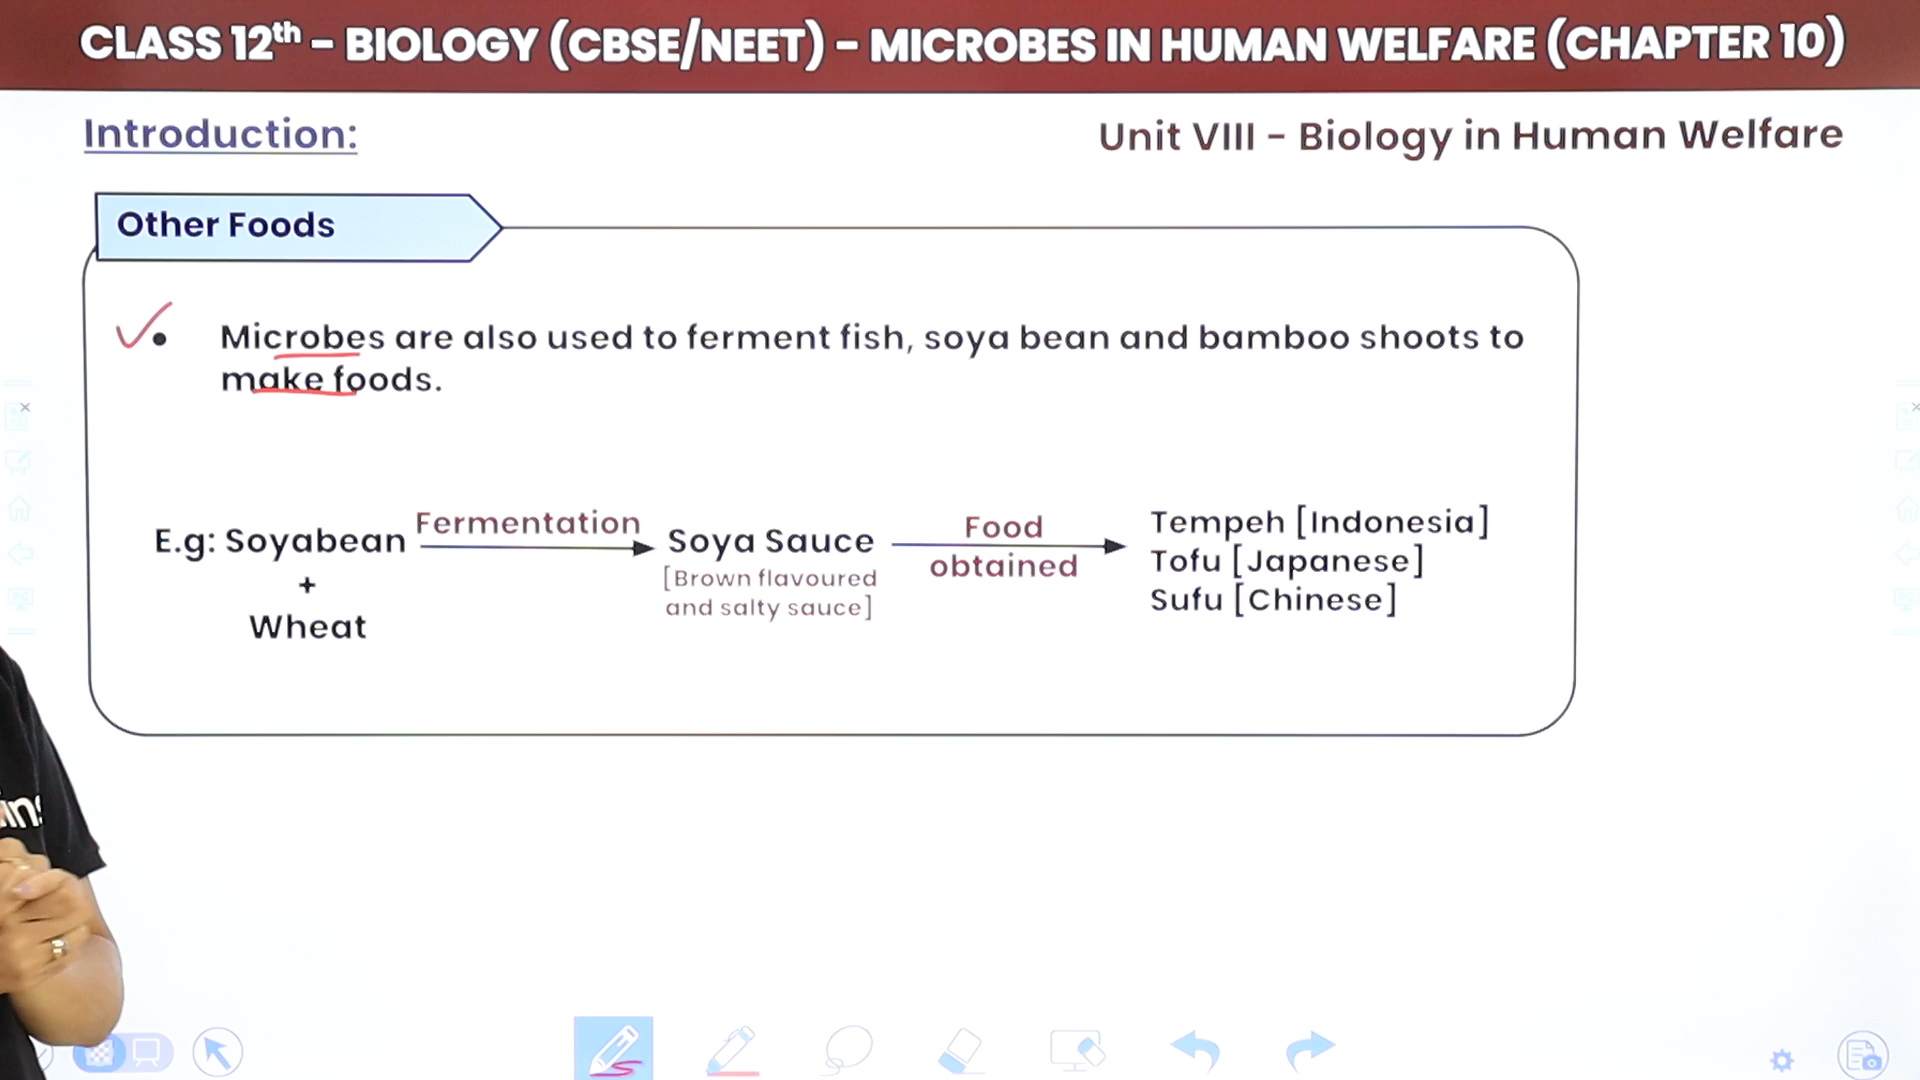 CLASS 12th - BIOLOGY (CBSE/NEET) - MICROBES IN HUMAN WELFARE (CHAPTER 10)
Introduction:
Unit VIII - Biology in Human Welfare
Other Foods
• Microbes are also used to ferment fish, soya bean and bamboo shoots to
make foods.
E.g: Soyabean
+
Wheat
Fermentation
Soya Sauce
[Brown flavoured
and salty sauce]
Food
obtained
Tempeh [Indonesia]
Tofu [Japanese]
Sufu [Chinese]